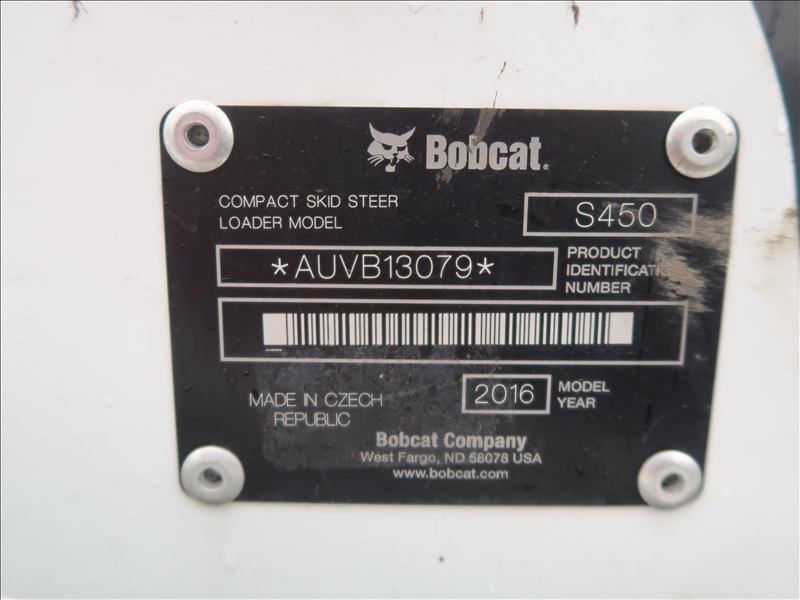 Bobcat®
COMPACT SKID STEER
LOADER MODEL
S450
*AUVB13079*
PRODUCT
IDENTIFICATION
NUMBER
MADE IN CZECH
REPUBLIC
2016
MODEL
YEAR
Bobcat Company
West Fargo, ND 58078 USA
www.bobcat.com